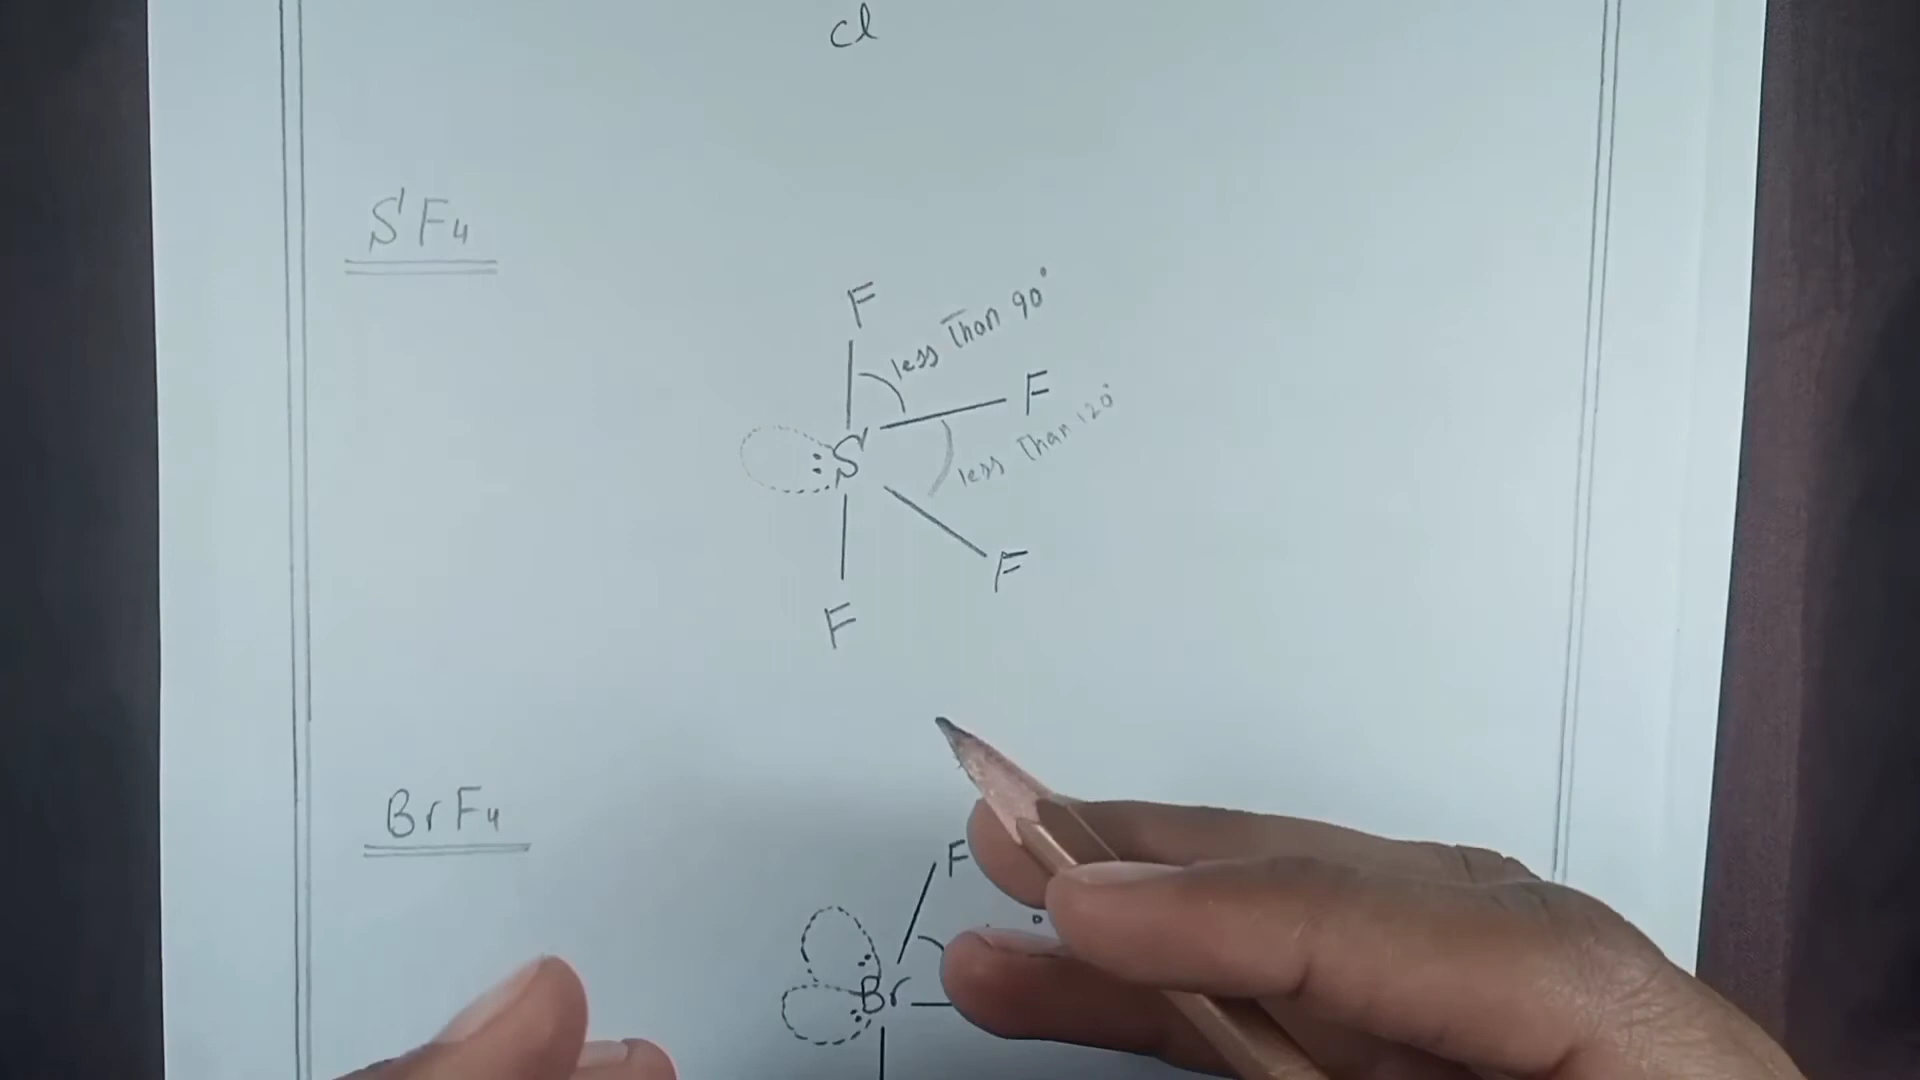 Cl
SF4
F
less Than 90°
F
less Than 120°
:S
F
F
BrF4
F
°
:Br
: